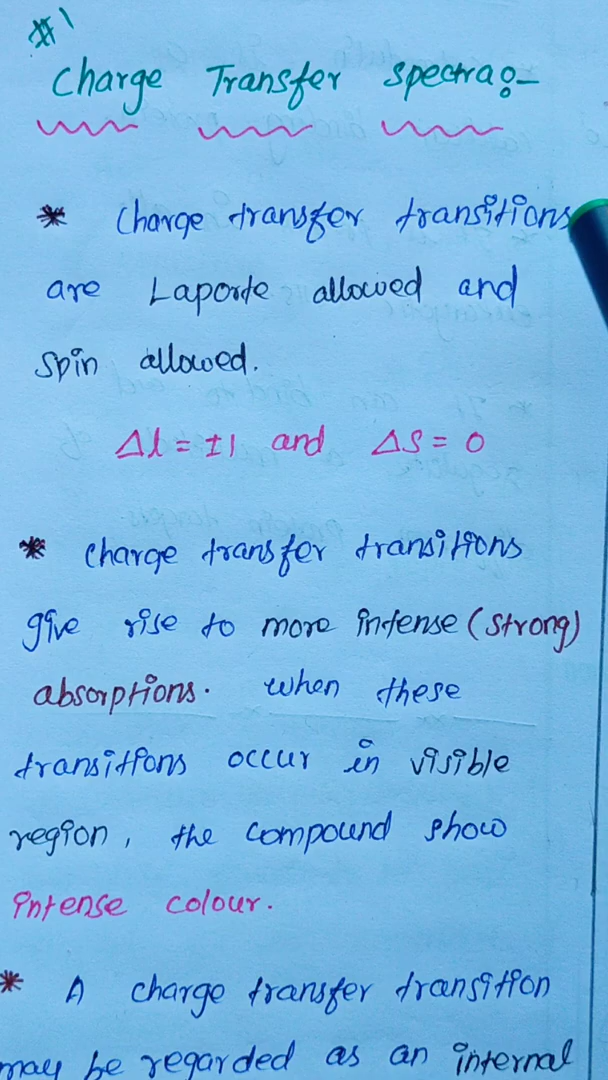 #1
Charge Transfer Spectra:-
* Charge transfer transitions
are Laporte allowed and
spin allowed.
Δl = ±1 and ΔS = 0
* Charge transfer transitions
give rise to more intense (strong)
absorptions. When these
transitions occur in visible
region, the compound show
intense colour.
* A charge transfer transition
may be regarded as an internal